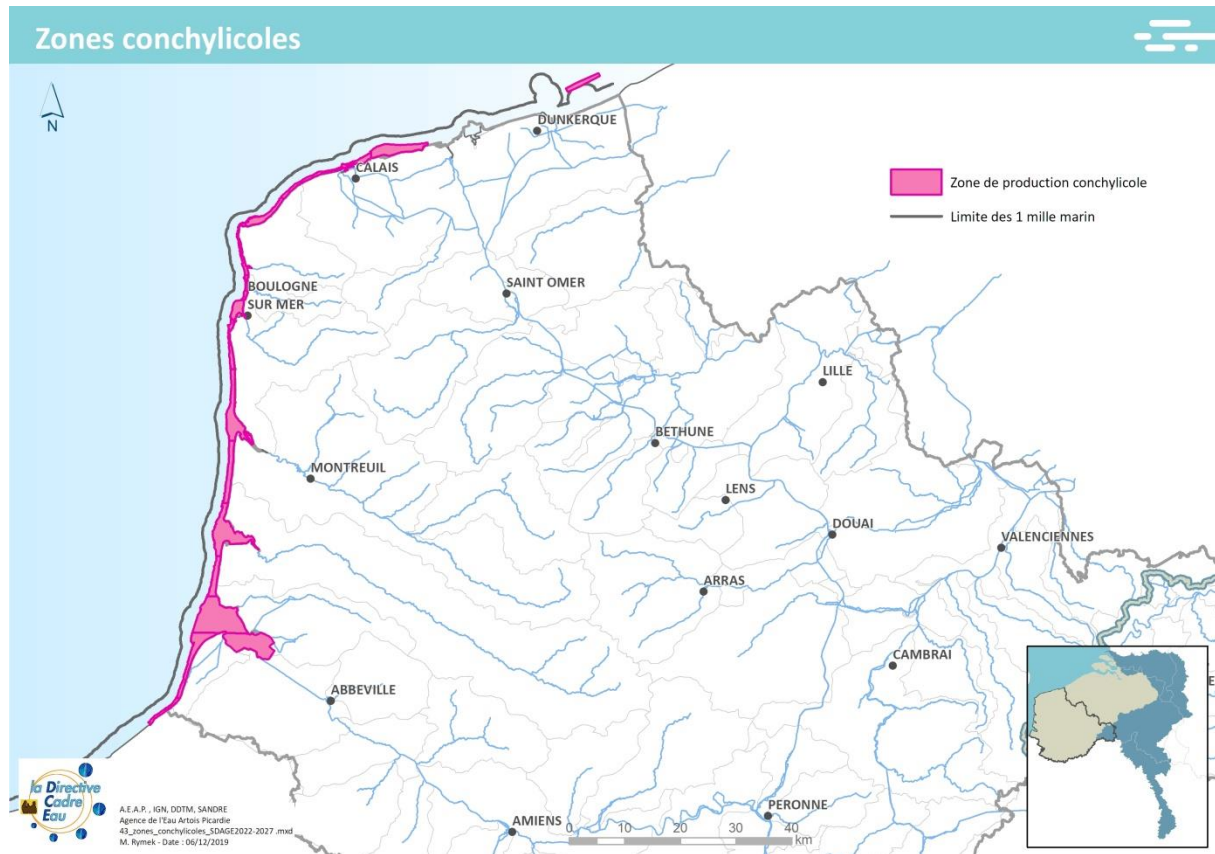 Zones conchylicoles
N
DUNKERQUE
CALAIS
Zone de production conchylicole
Limite des 1 mille marin
BOULOGNE
SUR MER
SAINT OMER
LILLE
BETHUNE
MONTREUIL
LENS
DOUAI
VALENCIENNES
ARRAS
CAMBRAI
ABBEVILLE
PERONNE
AMIENS
0 10 20 30 40
km
la Directive
Cadre
Eau
A.E.A.P. , IGN, DDTM, SANDRE
Agence de l'Eau Artois Picardie
43_zones_conchylicoles_SDAGE2022-2027 .mxd
M. Rymek - Date : 06/12/2019